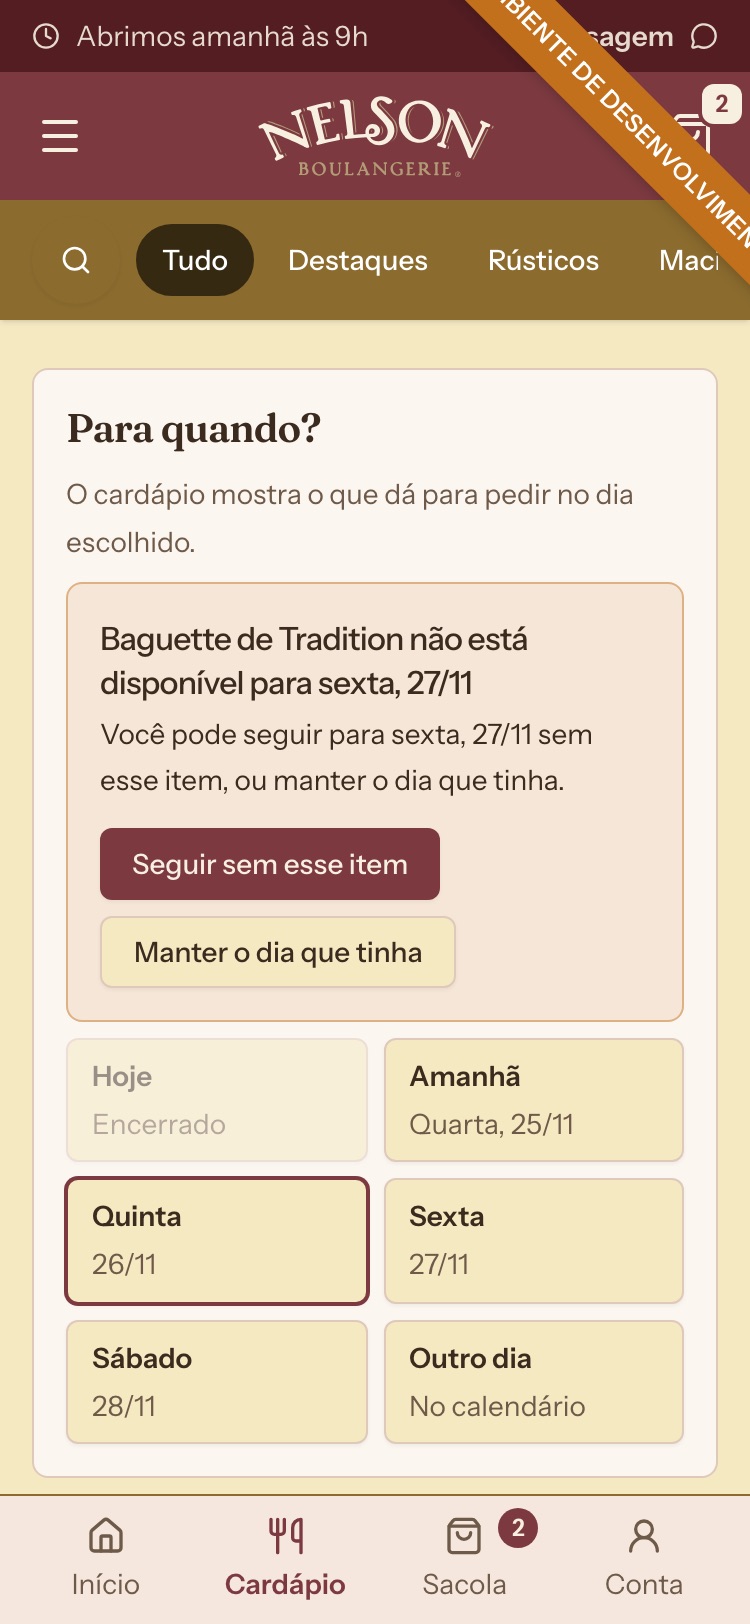 Abrimos amanhã às 9h
DE DESENVOLVIMEN
2
NELSON
BOULANGERIE
Tudo
Destaques
Rústicos
Para quando?
O cardápio mostra o que dá para pedir no dia
escolhido.
Baguette de Tradition não está
disponível para sexta, 27/11
Você pode seguir para sexta, 27/11 sem
esse item, ou manter o dia que tinha.
Seguir sem esse item
Manter o dia que tinha
Hoje
Encerrado
Amanhã
Quarta, 25/11
Quinta
26/11
Sexta
27/11
Sábado
28/11
Outro dia
No calendário
2
Início
Cardápio
Sacola
Conta